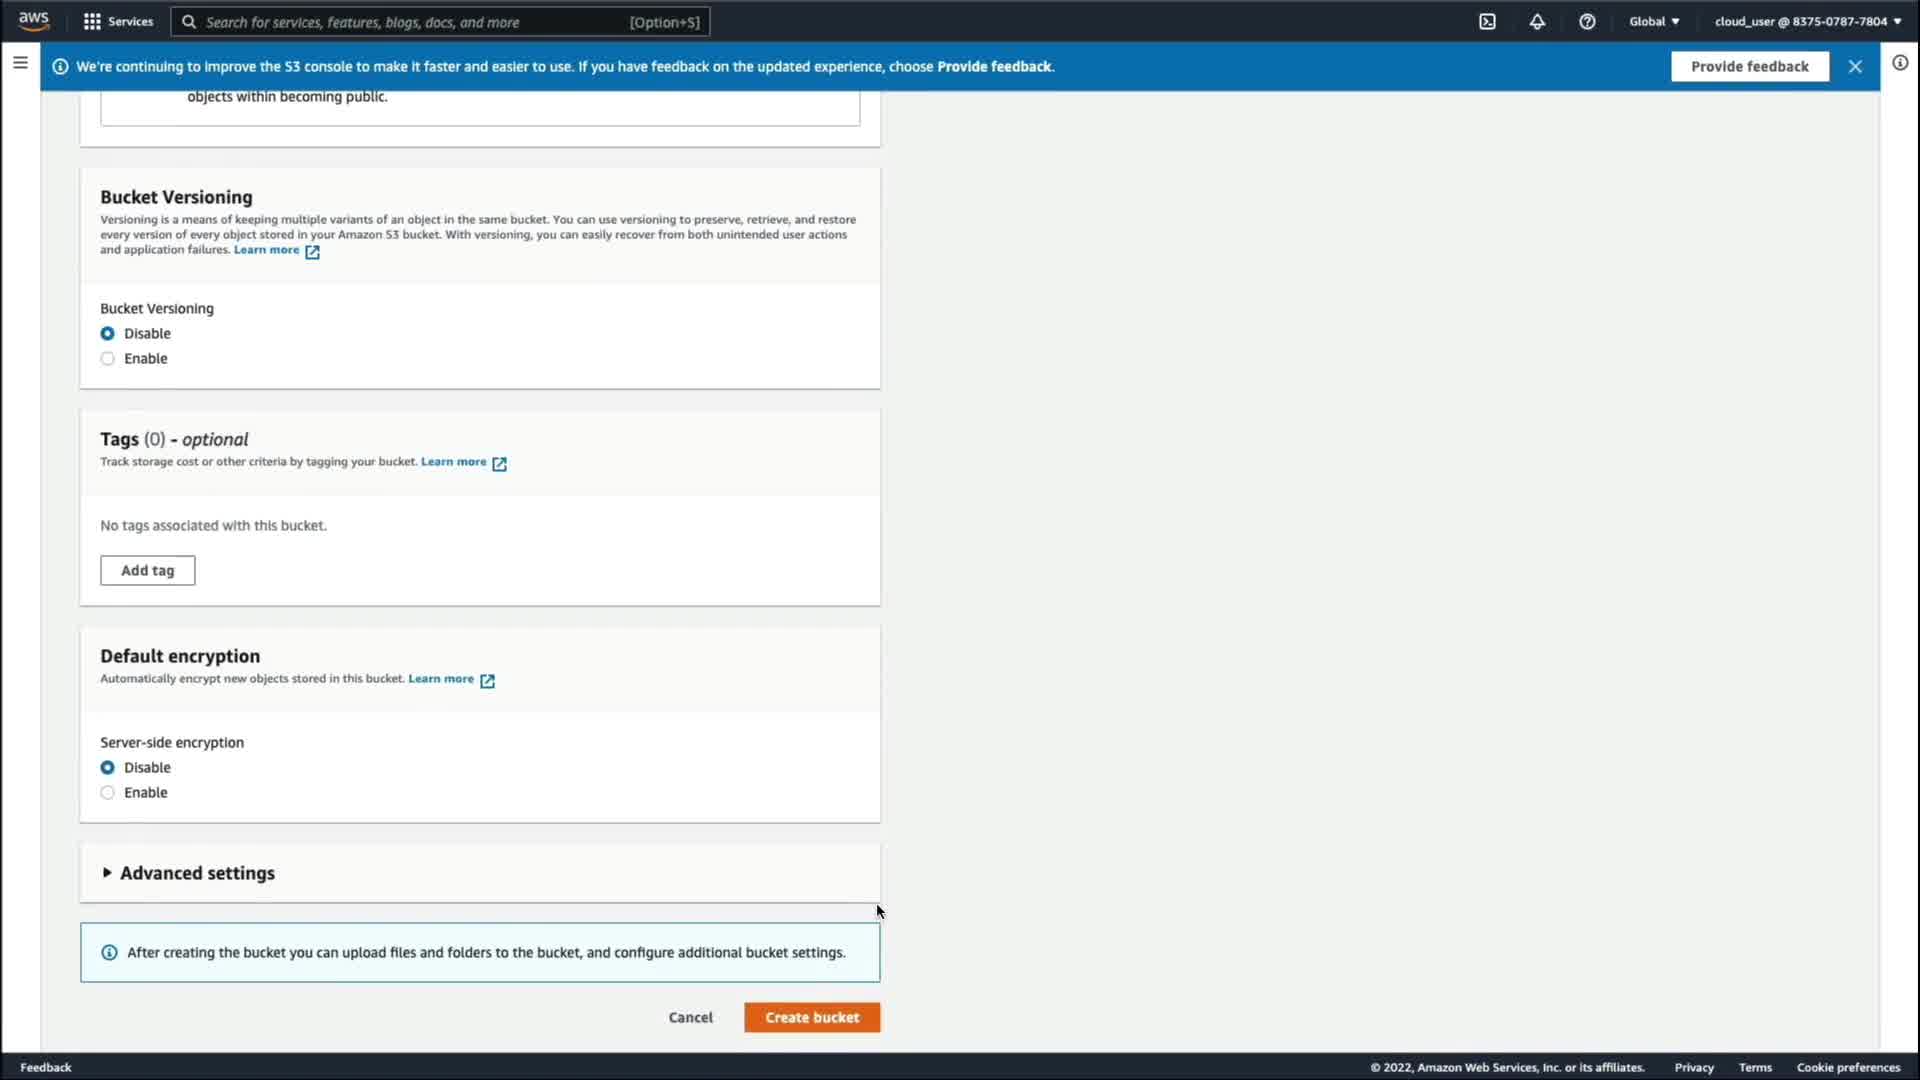 aws
Services
Search for services, features, blogs, docs, and more
[Option+S]
Global
cloud_user @ 8375-0787-7804
We're continuing to improve the S3 console to make it faster and easier to use. If you have feedback on the updated experience, choose Provide feedback.
Provide feedback
objects within becoming public.
Bucket Versioning
Versioning is a means of keeping multiple variants of an object in the same bucket. You can use versioning to preserve, retrieve, and restore
every version of every object stored in your Amazon S3 bucket. With versioning, you can easily recover from both unintended user actions
and application failures. Learn more
Bucket Versioning
Disable
Enable
Tags (0) - optional
Track storage cost or other criteria by tagging your bucket. Learn more
No tags associated with this bucket.
Add tag
Default encryption
Automatically encrypt new objects stored in this bucket. Learn more
Server-side encryption
Disable
Enable
Advanced settings
After creating the bucket you can upload files and folders to the bucket, and configure additional bucket settings.
Cancel
Create bucket
Feedback
© 2022, Amazon Web Services, Inc. or its affiliates.
Privacy
Terms
Cookie preferences